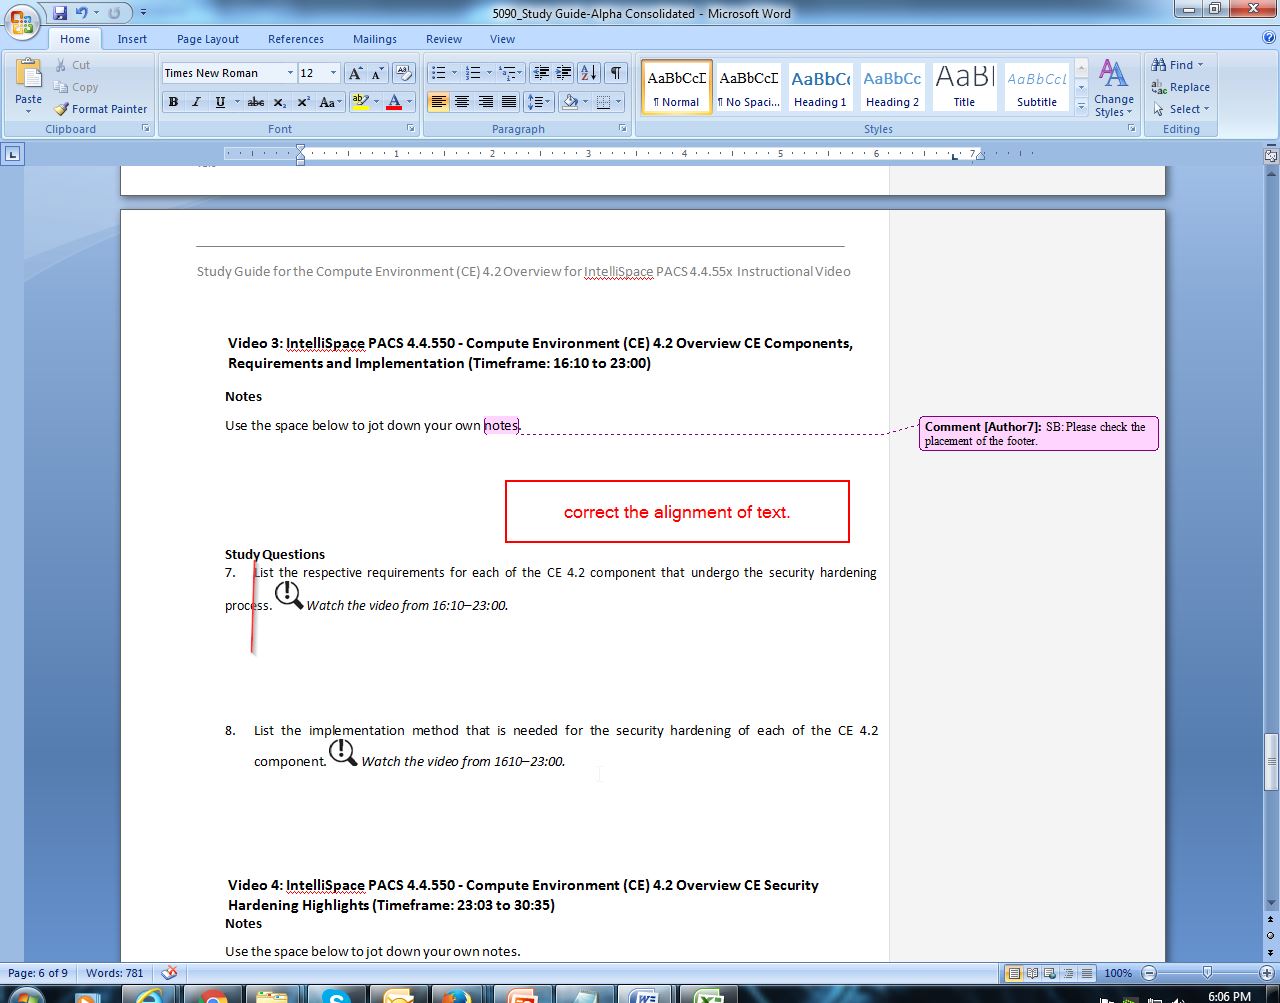 5090_Study Guide-Alpha Consolidated - Microsoft Word
Home Insert Page Layout References Mailings Review View
Paste
Cut
Copy
Format Painter
Clipboard
Times New Roman 12
Font
Paragraph
AaBbCcD AaBbCcD AaBbCc AaBbCc AaBl AaBbCcL
¶ Normal ¶ No Spaci... Heading 1 Heading 2 Title Subtitle
Change
Styles
Styles
Find
Replace
Select
Editing
1 2 3 4 5 6 7
Study Guide for the Compute Environment (CE) 4.2 Overview for IntelliSpace PACS 4.4.55x Instructional Video
Video 3: IntelliSpace PACS 4.4.550 - Compute Environment (CE) 4.2 Overview CE Components,
Requirements and Implementation (Timeframe: 16:10 to 23:00)
Notes
Use the space below to jot down your own notes.
Comment [Author7]: SB: Please check the
placement of the footer.
correct the alignment of text.
Study Questions
7. List the respective requirements for each of the CE 4.2 component that undergo the security hardening
process. Watch the video from 16:10–23:00.
8. List the implementation method that is needed for the security hardening of each of the CE 4.2
component. Watch the video from 1610–23:00.
Video 4: IntelliSpace PACS 4.4.550 - Compute Environment (CE) 4.2 Overview CE Security
Hardening Highlights (Timeframe: 23:03 to 30:35)
Notes
Use the space below to jot down your own notes.
Page: 6 of 9 Words: 781 100%
6:06 PM